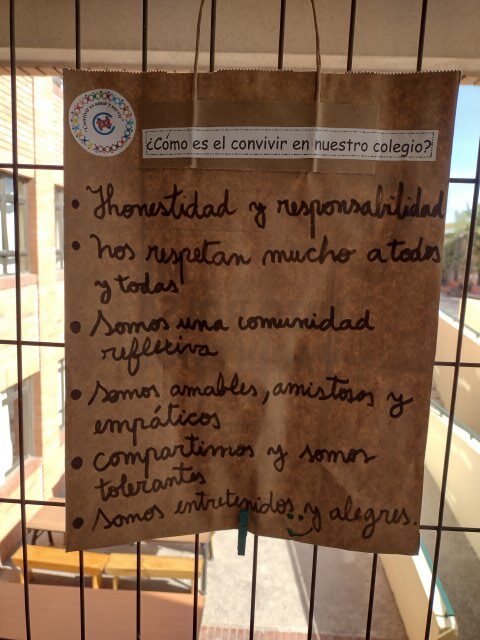 ¿Cómo es el convivir en nuestro colegio?
• Honestidad y responsabilidad
• nos respetan mucho a todos
y todas
• Somos una comunidad
refletiva
• Somos amables, amistosos y
empáticos
• compartimos y somos
tolerantes
• Somos entretenidos y alegres.